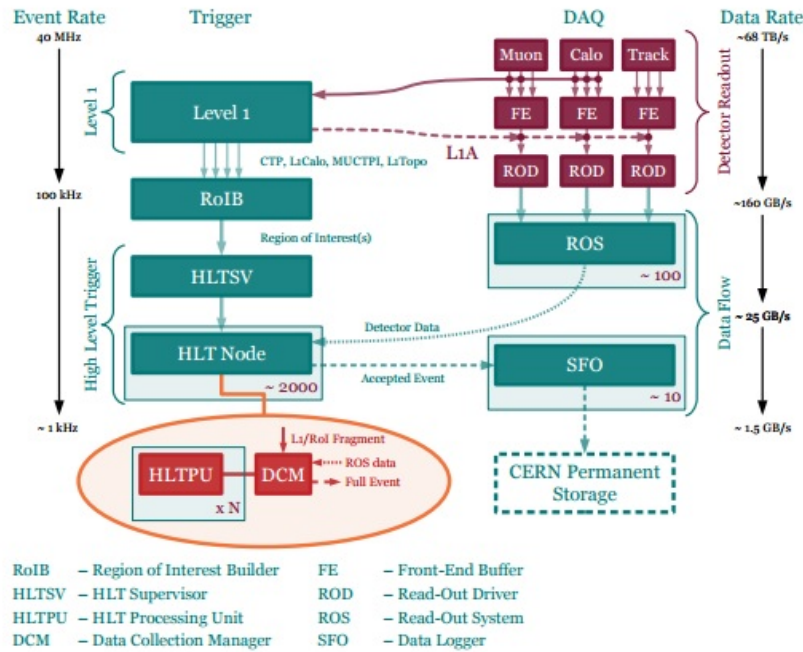 Event Rate
Trigger
DAQ
Data Rate
40 MHz
~68 TB/s
Muon
Calo
Track
Level 1
Level 1
FE
FE
FE
Detector Readout
L1A
CTP, L1Calo, MUCTPI, L1Topo
ROD
ROD
ROD
100 kHz
~160 GB/s
RoIB
Region of Interest(s)
ROS
~ 100
HLTSV
High Level Trigger
Data Flow
~ 25 GB/s
Detector Data
HLT Node
~ 2000
Accepted Event
SFO
~ 10
~ 1 kHz
~ 1.5 GB/s
L1/RoI Fragment
HLTPU
x N
DCM
ROS data
Full Event
CERN Permanent
Storage
RoIB – Region of Interest Builder
FE – Front-End Buffer
HLTSV – HLT Supervisor
ROD – Read-Out Driver
HLTPU – HLT Processing Unit
ROS – Read-Out System
DCM – Data Collection Manager
SFO – Data Logger